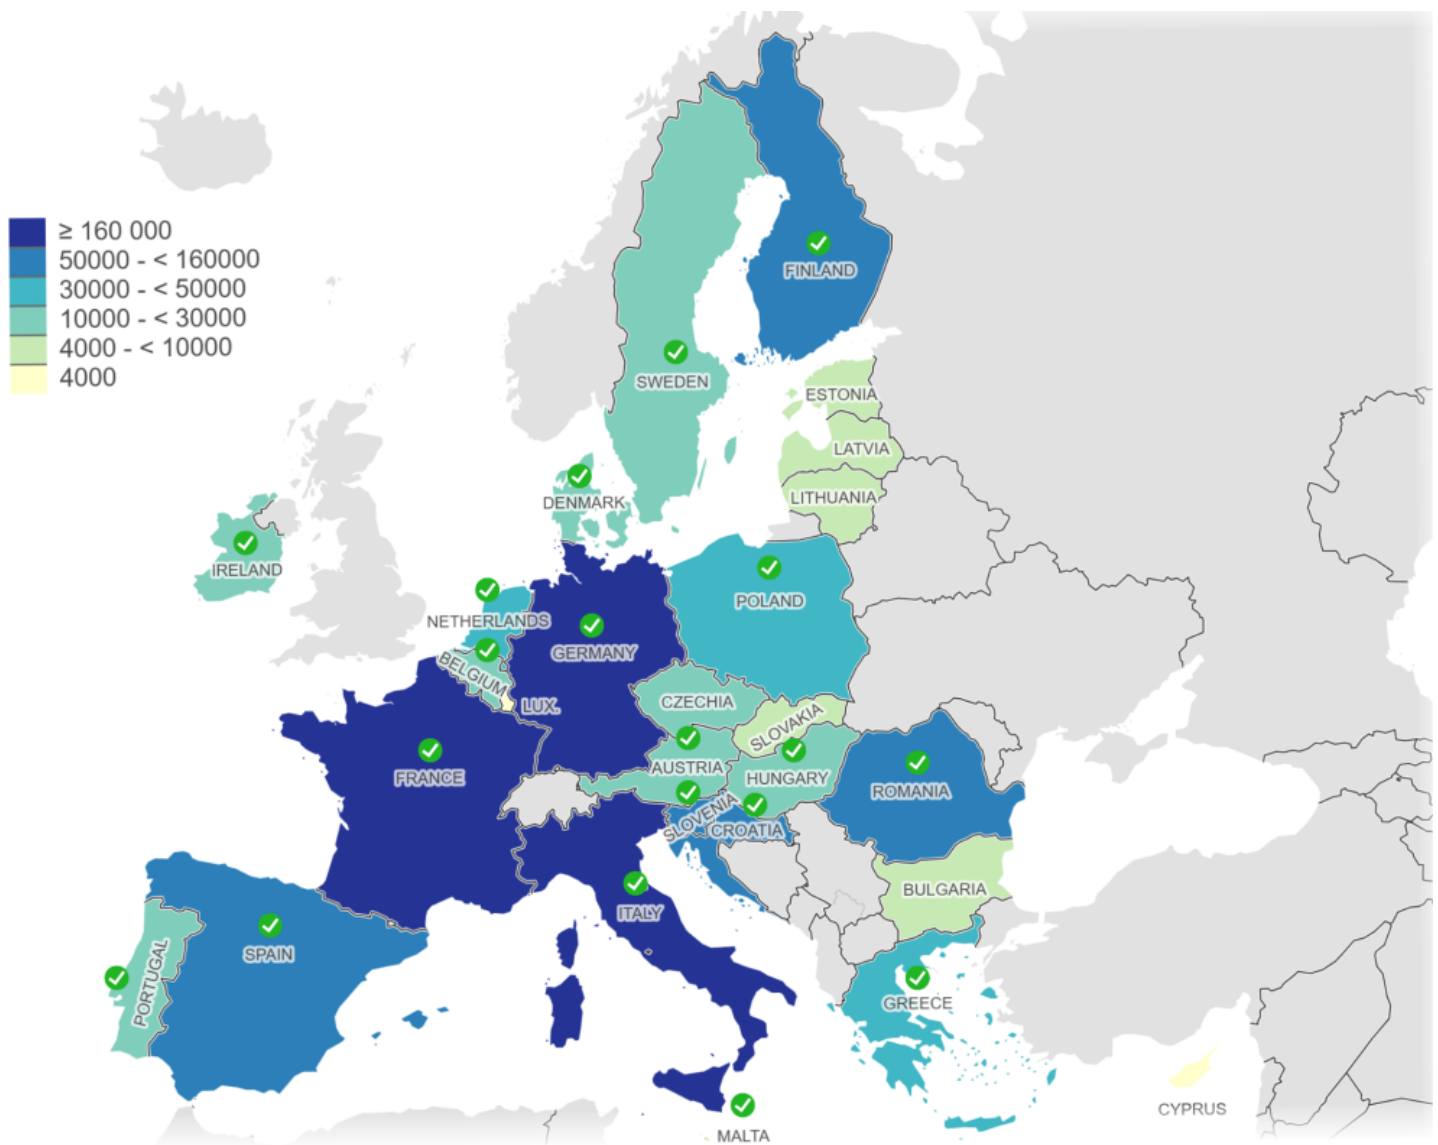 ≥ 160 000
50000 - < 160000
30000 - < 50000
10000 - < 30000
4000 - < 10000
4000
FINLAND
SWEDEN
ESTONIA
LATVIA
LITHUANIA
DENMARK
IRELAND
NETHERLANDS
POLAND
GERMANY
BELGIUM
LUX.
CZECHIA
SLOVAKIA
FRANCE
AUSTRIA
HUNGARY
ROMANIA
SLOVENIA
CROATIA
BULGARIA
ITALY
SPAIN
PORTUGAL
GREECE
CYPRUS
MALTA